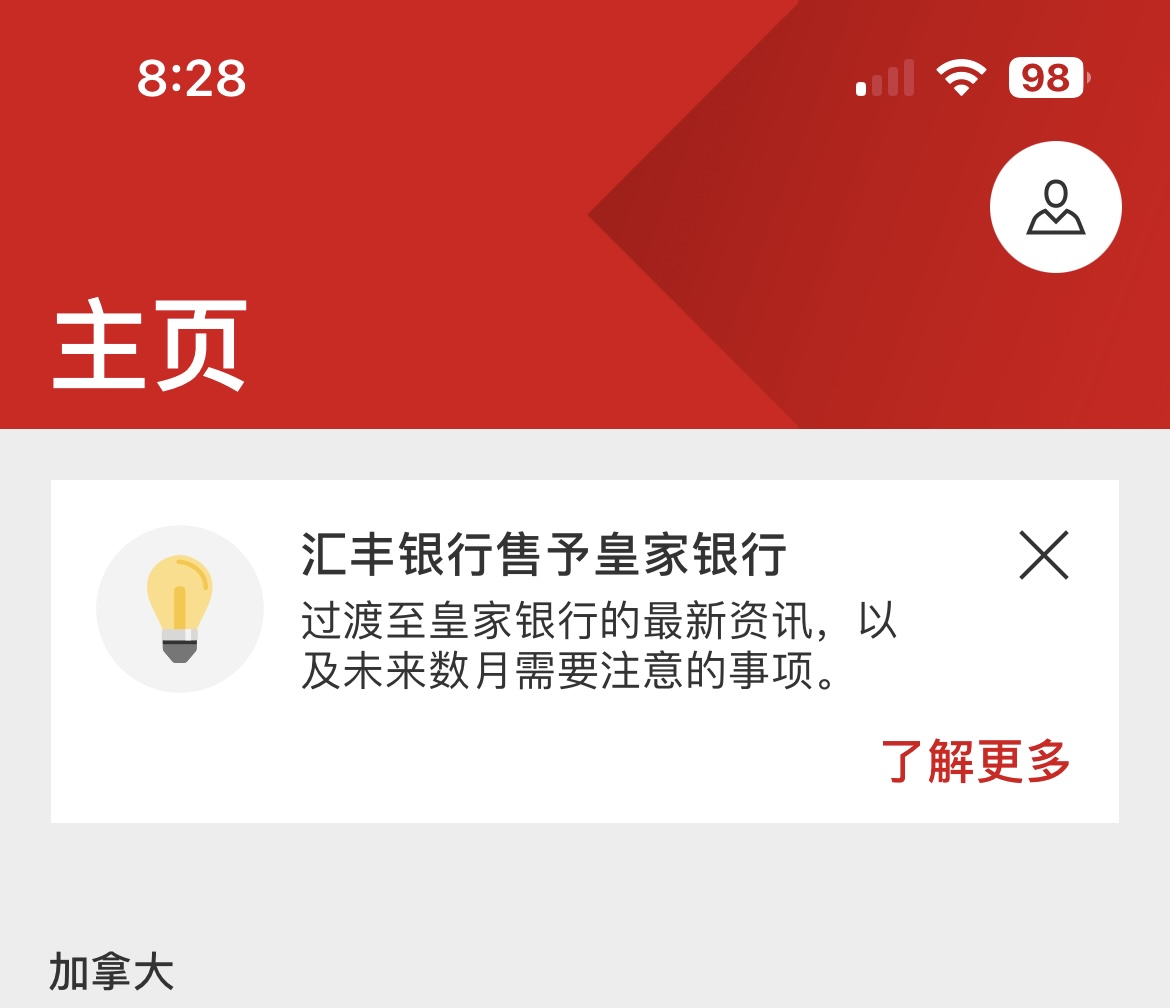 8:28
98
主页
汇丰银行售予皇家银行
过渡至皇家银行的最新资讯，以
及未来数月需要注意的事项。
了解更多
加拿大